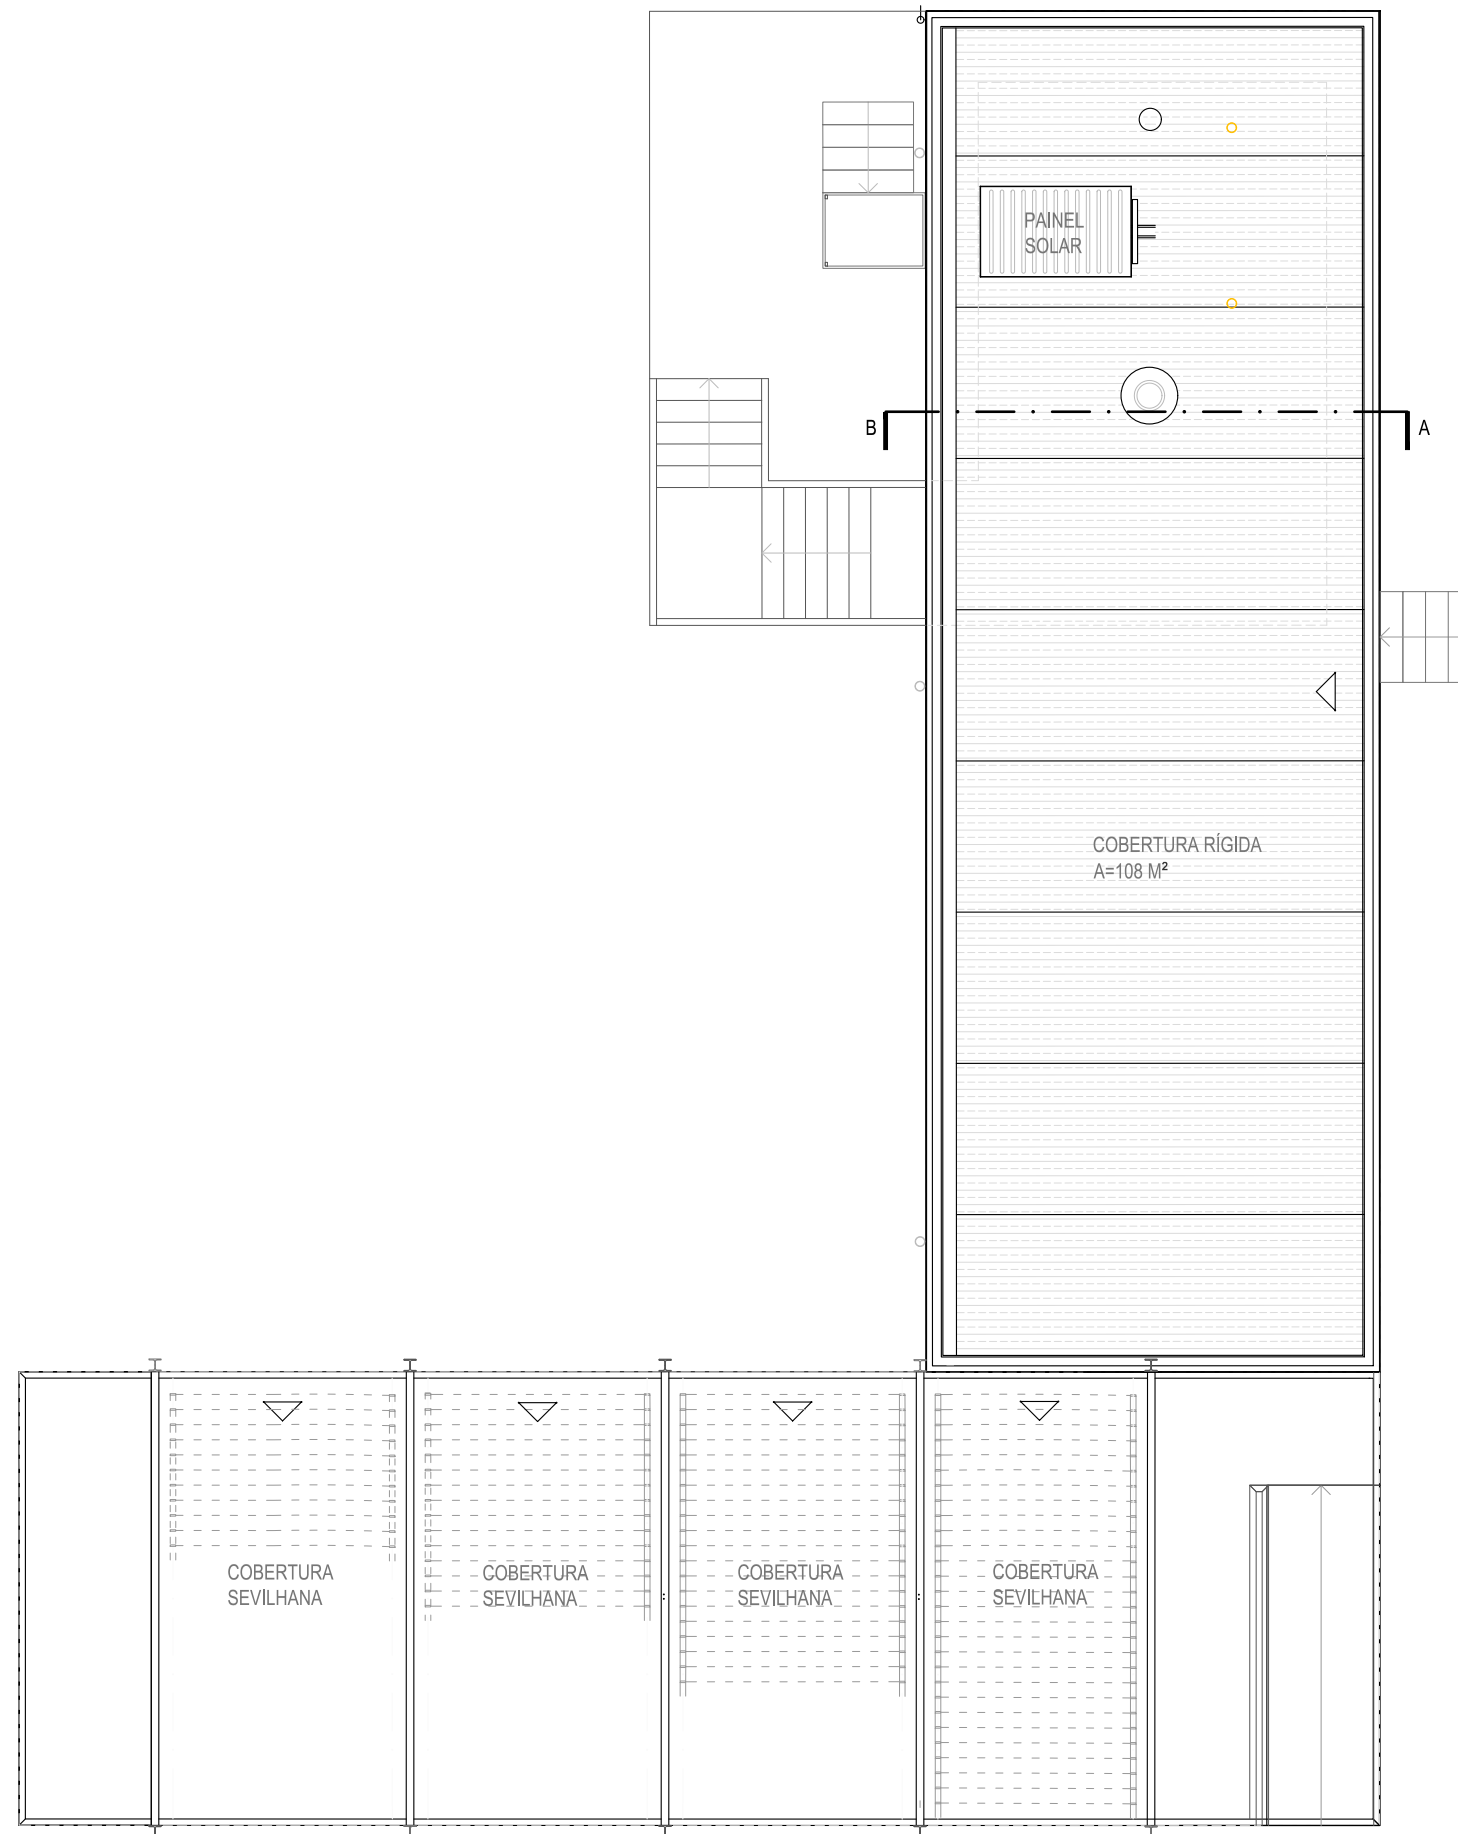 PAINEL
SOLAR
B
A
COBERTURA RÍGIDA
A=108 M²
COBERTURA
SEVILHANA
COBERTURA
SEVILHANA
COBERTURA
SEVILHANA
COBERTURA
SEVILHANA